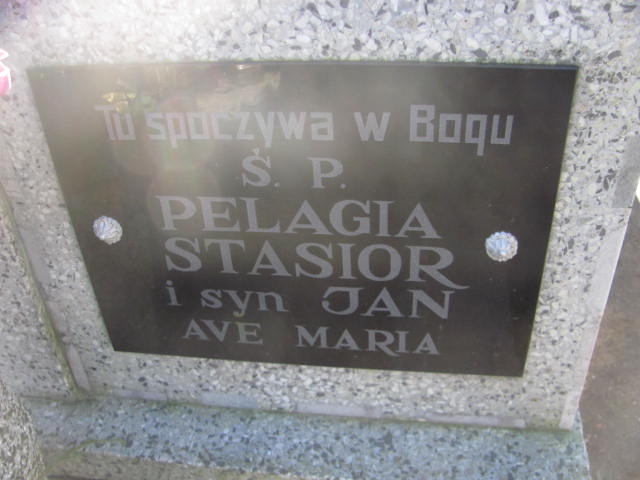 Tu spoczywa w Bogu
Ś. P.
PELAGIA
STASIOR
i syn JAN
AVE MARIA